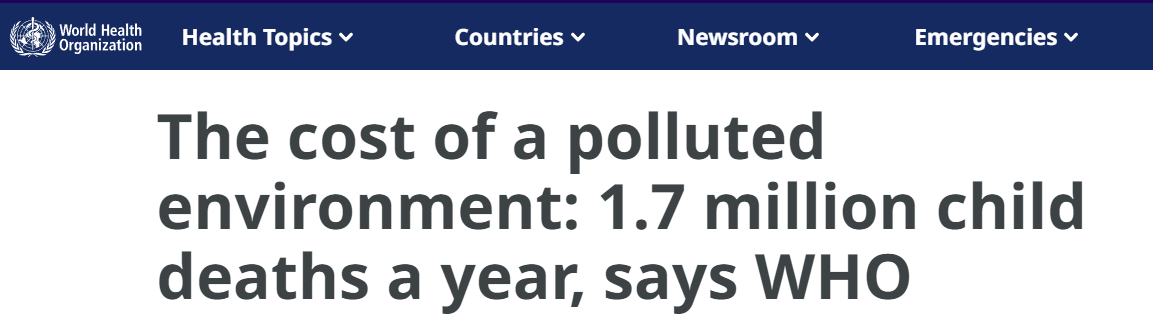 World Health
Organization
Health Topics
Countries
Newsroom
Emergencies
The cost of a polluted
environment: 1.7 million child
deaths a year, says WHO